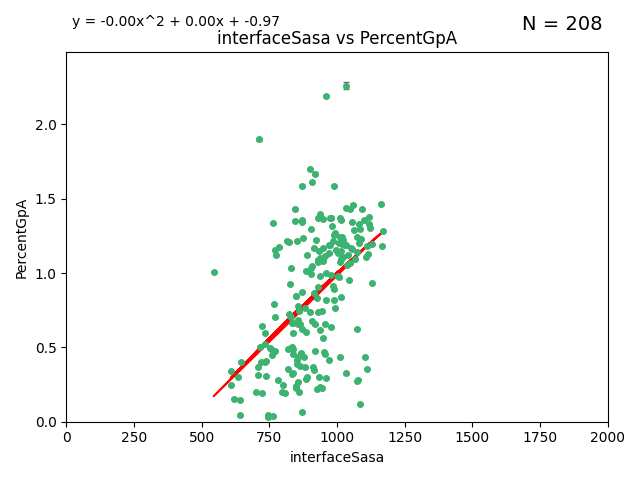 y = -0.00x^2 + 0.00x + -0.97
N = 208
interfaceSasa vs PercentGpA
PercentGpA
2.0
1.5
1.0
0.5
0.0
0 250 500 750 1000 1250 1500 1750 2000
interfaceSasa